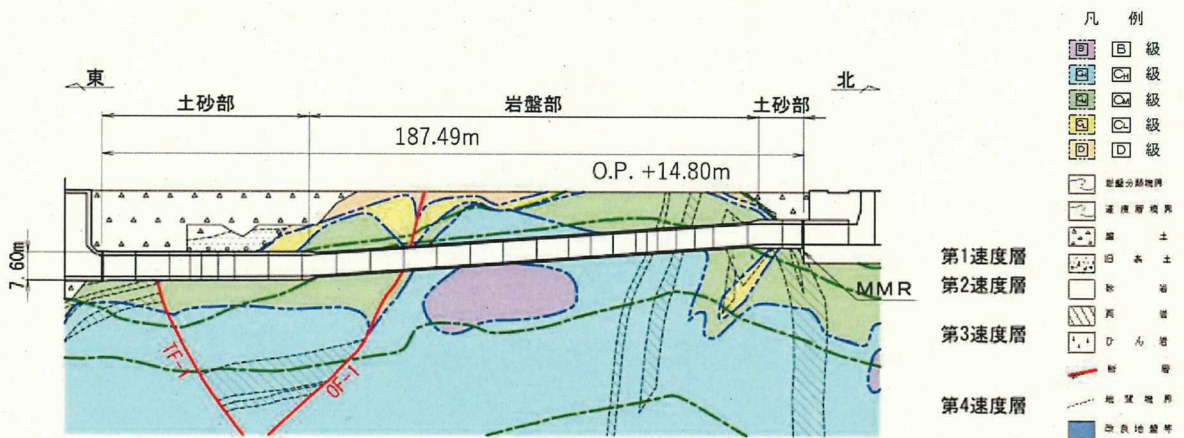 凡 例
B B 級
CH CH 級
CM CM 級
CL CL 級
D D 級
岩盤分類境界
速度層境界
盛 土
旧 表 土
砂 岩
頁 岩
ひ ん 岩
断 層
地 質 境 界
改 良 地 盤 等
東
北
土砂部
岩盤部
土砂部
187.49m
O.P. +14.80m
7.60m
TF-1
OF-1
MMR
第1速度層
第2速度層
第3速度層
第4速度層